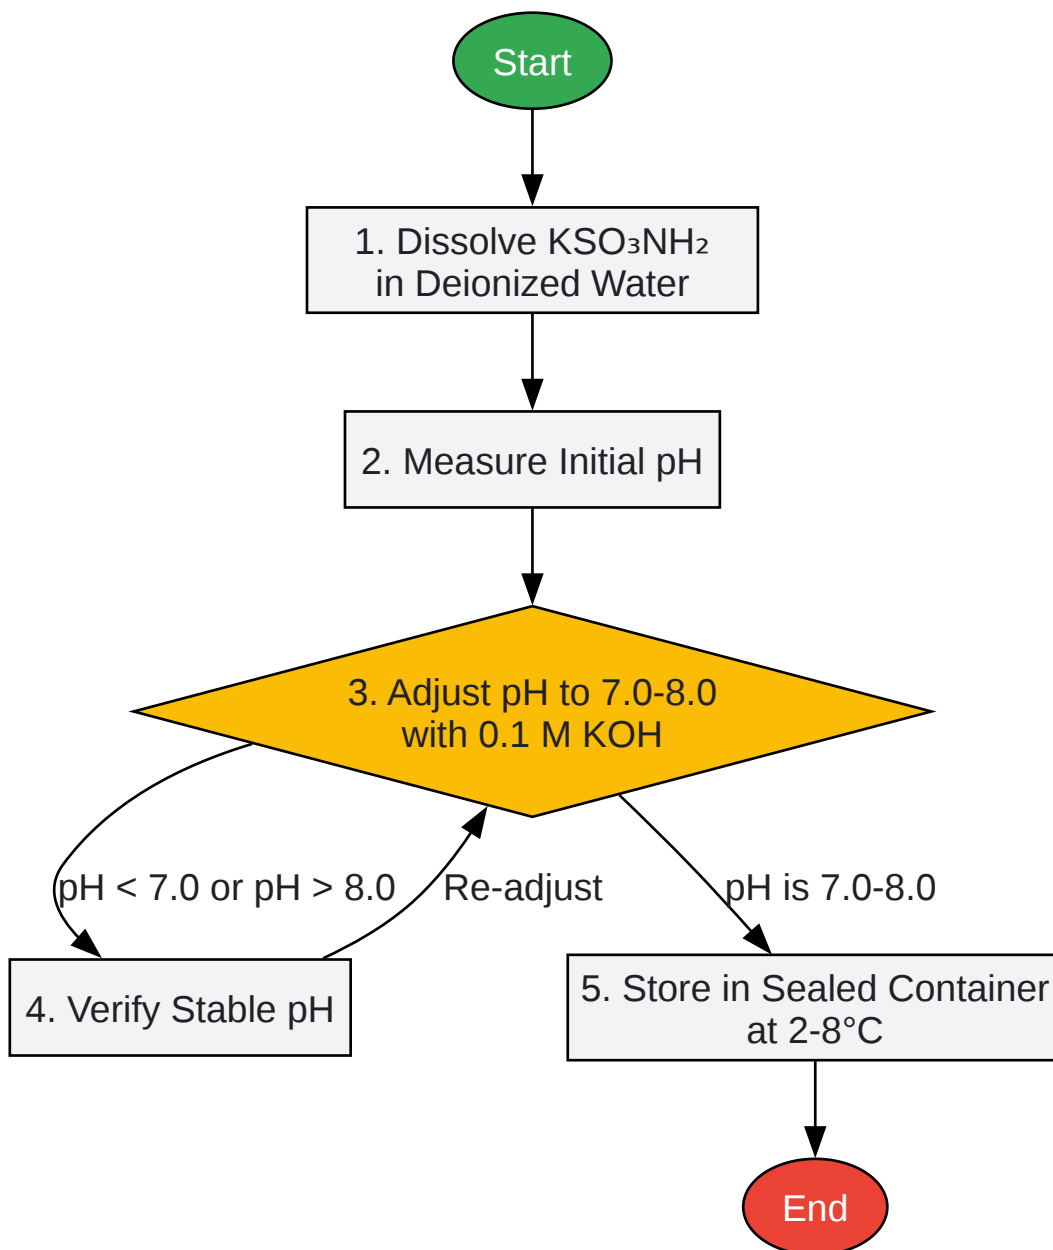 Start
1. Dissolve KSO₃NH₂
in Deionized Water
2. Measure Initial pH
3. Adjust pH to 7.0-8.0
with 0.1 M KOH
pH < 7.0 or pH > 8.0
Re-adjust
pH is 7.0-8.0
4. Verify Stable pH
5. Store in Sealed Container
at 2-8°C
End